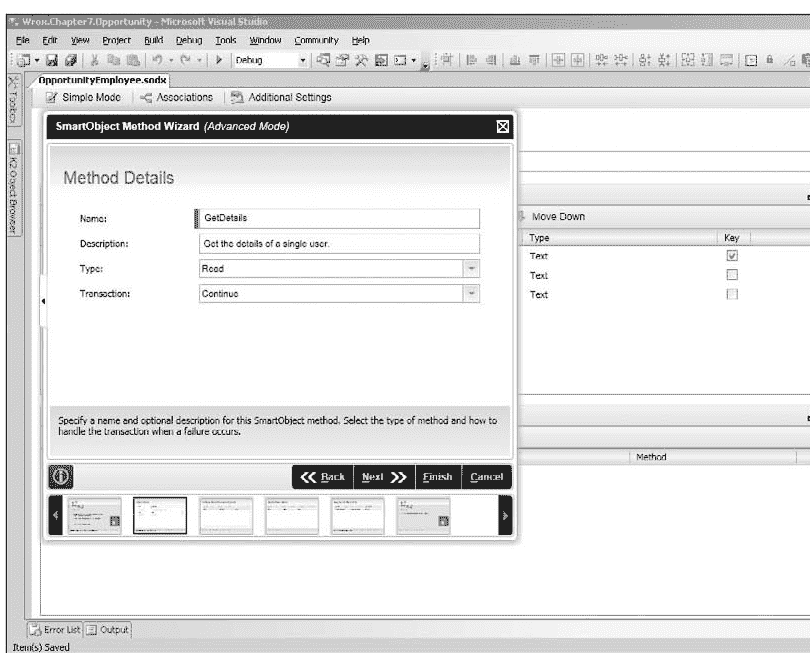 Wrox.Chapter7.Opportunity - Microsoft Visual Studio
File Edit View Project Build Debug Tools Window Community Help
Debug
OpportunityEmployee.sodx
Simple Mode Associations Additional Settings
Toolbox
K2 Object Browser
SmartObject Method Wizard (Advanced Mode)
Method Details
Name: GetDetails
Description: Get the details of a single user.
Type: Read
Transaction: Continue
Move Down
Type Key
Text
Text
Text
Specify a name and optional description for this SmartObject method. Select the type of method and how to
handle the transaction when a failure occurs.
Method
Back Next Finish Cancel
Error List Output
Item(s) Saved